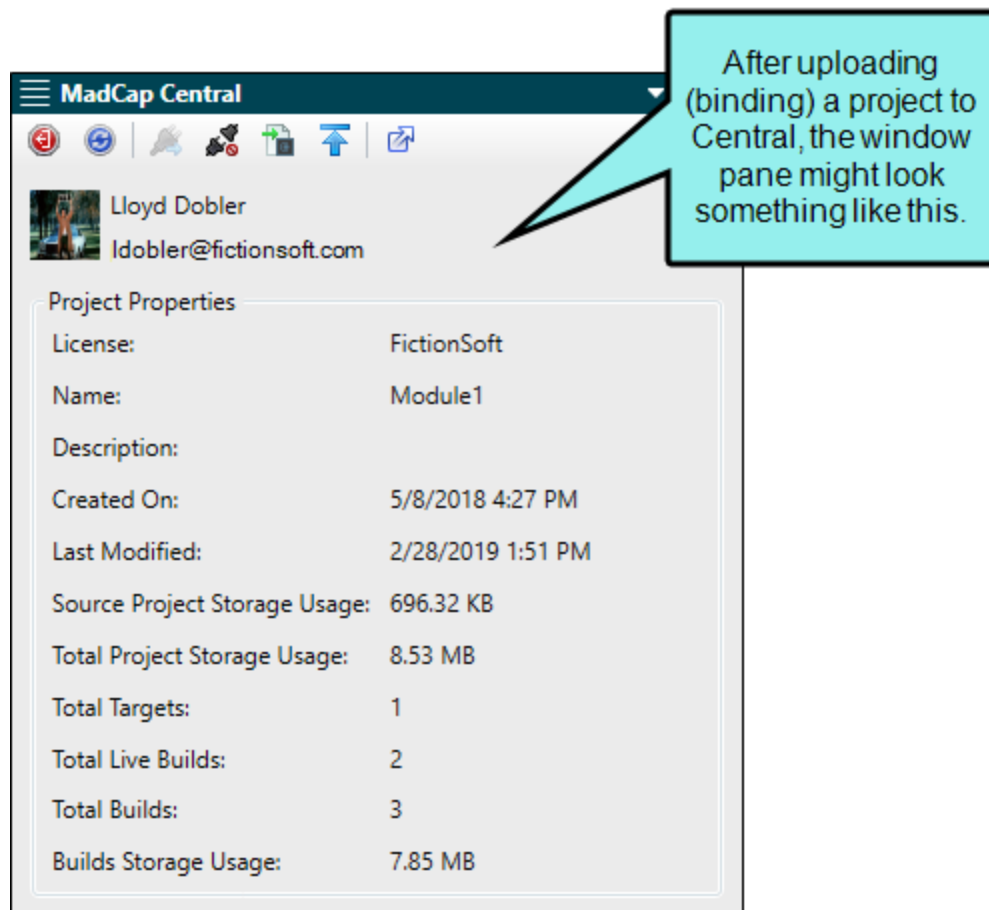 After uploading
(binding) a project to
Central, the window
pane might look
something like this.
MadCap Central
Lloyd Dobler
ldobler@fictionsoft.com
Project Properties
License: FictionSoft
Name: Module1
Description:
Created On: 5/8/2018 4:27 PM
Last Modified: 2/28/2019 1:51 PM
Source Project Storage Usage: 696.32 KB
Total Project Storage Usage: 8.53 MB
Total Targets: 1
Total Live Builds: 2
Total Builds: 3
Builds Storage Usage: 7.85 MB